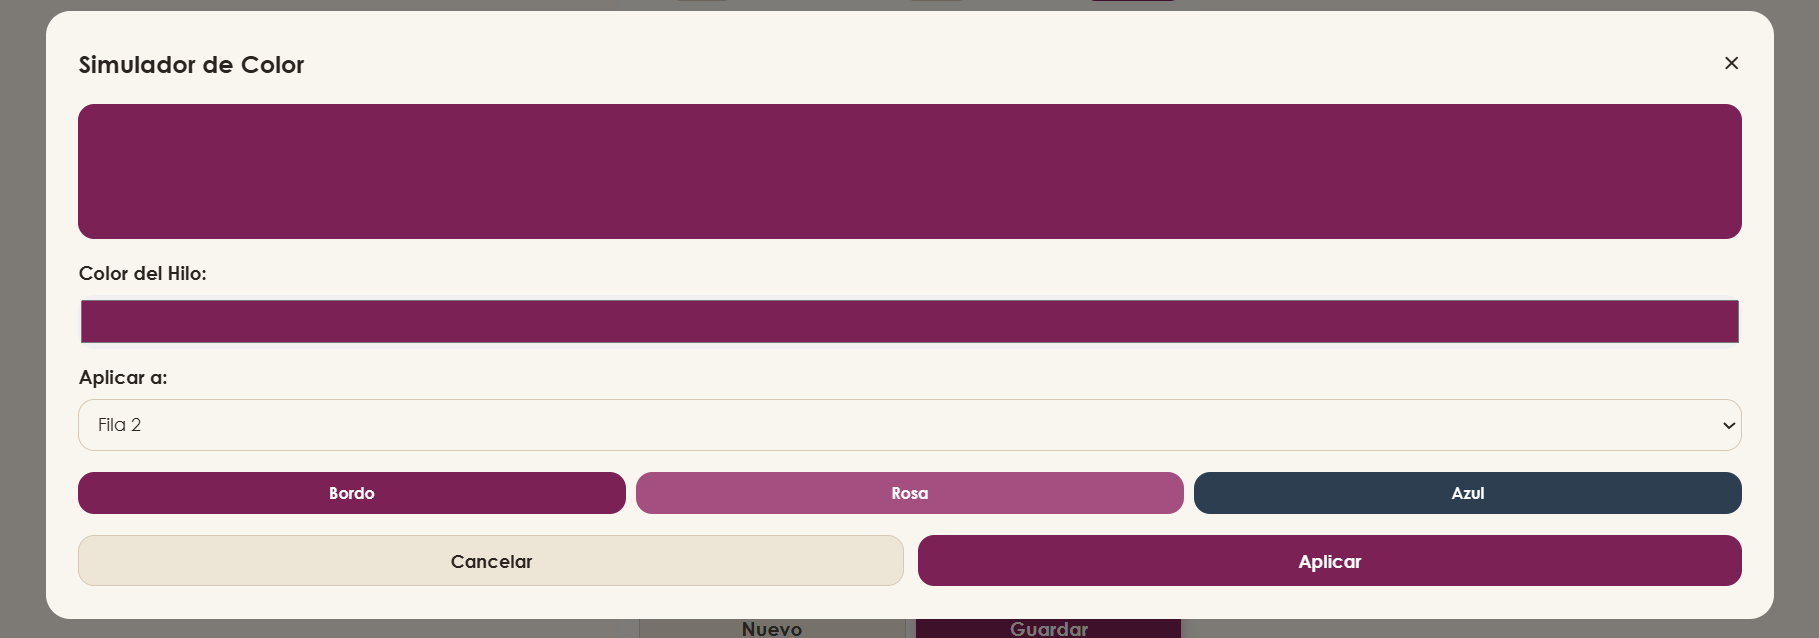 Simulador de Color
Color del Hilo:
Aplicar a:
Fila 2
Bordo
Rosa
Azul
Cancelar
Aplicar
Nuevo
Guardar